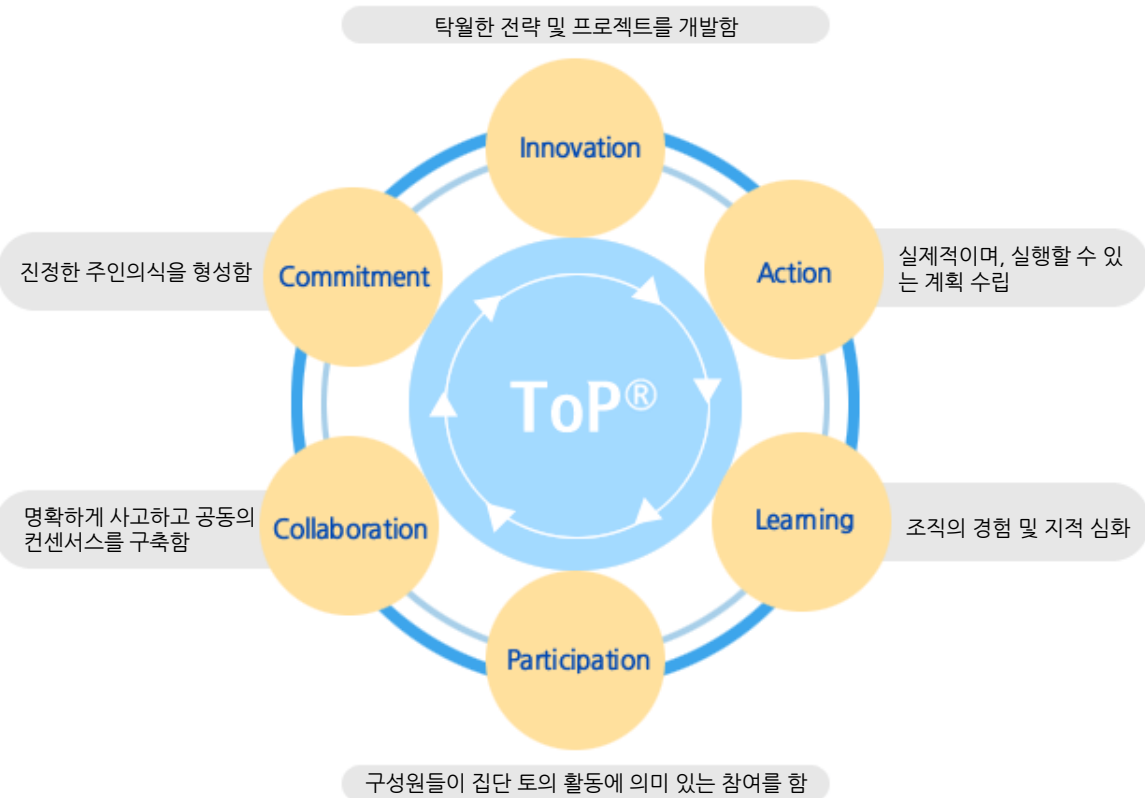 탁월한 전략 및 프로젝트를 개발함
Innovation
진정한 주인의식을 형성함
Commitment
Action
실제적이며, 실행할 수 있
는 계획 수립
ToP®
명확하게 사고하고 공동의
컨센서스를 구축함
Collaboration
Learning
조직의 경험 및 지적 심화
Participation
구성원들이 집단 토의 활동에 의미 있는 참여를 함